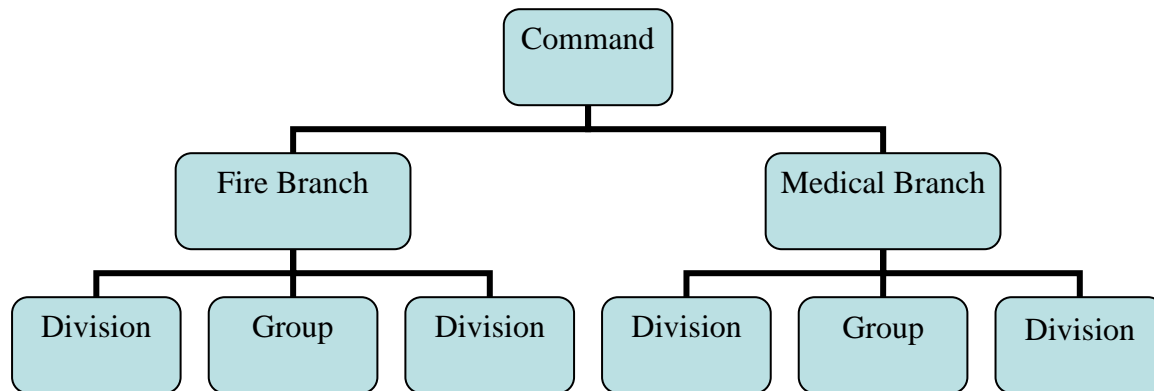 Command
Fire Branch
Medical Branch
Division
Group
Division
Division
Group
Division